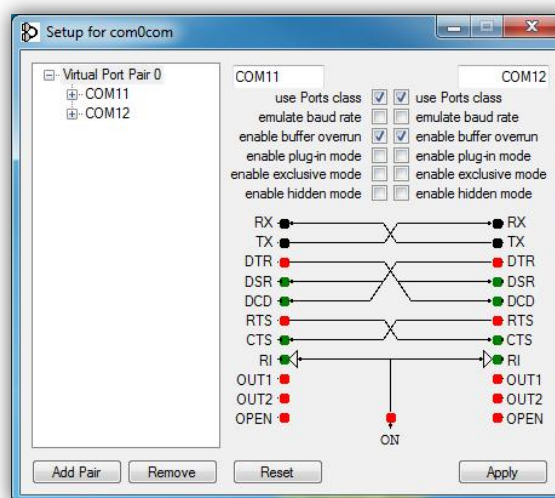 Setup for com0com
Virtual Port Pair 0
COM11
COM12
COM11 COM12
use Ports class use Ports class
emulate baud rate emulate baud rate
enable buffer overrun enable buffer overrun
enable plug-in mode enable plug-in mode
enable exclusive mode enable exclusive mode
enable hidden mode enable hidden mode
RX RX
TX TX
DTR DTR
DSR DSR
DCD DCD
RTS RTS
CTS CTS
RI RI
OUT1 OUT1
OUT2 OUT2
OPEN OPEN
ON
Add Pair Remove Reset Apply